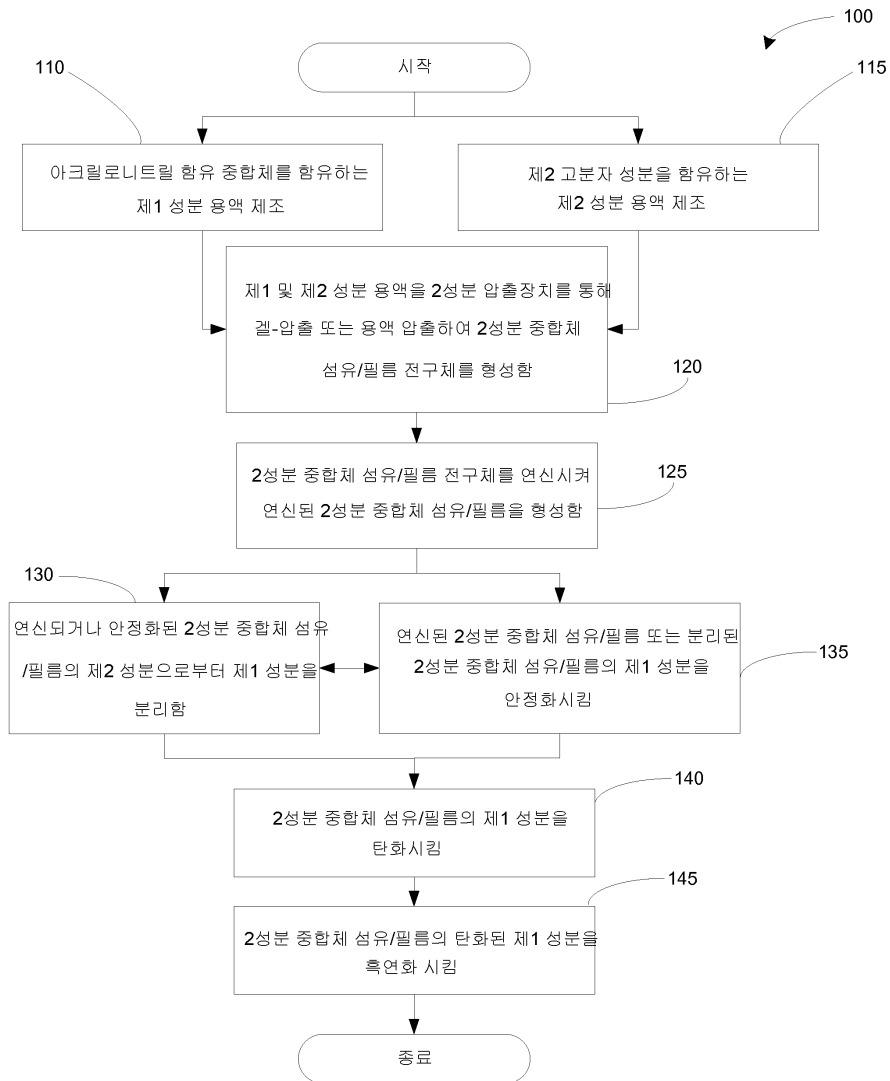 100
시작
110
115
아크릴로니트릴 함유 중합체를 함유하는
제1 성분 용액 제조
제2 고분자 성분을 함유하는
제2 성분 용액 제조
제1 및 제2 성분 용액을 2성분 압출장치를 통해
겔-압출 또는 용액 압출하여 2성분 중합체
섬유/필름 전구체를 형성함
120
2성분 중합체 섬유/필름 전구체를 연신시켜
연신된 2성분 중합체 섬유/필름을 형성함
125
130
연신되거나 안정화된 2성분 중합체 섬유
/필름의 제2 성분으로부터 제1 성분을
분리함
연신된 2성분 중합체 섬유/필름 또는 분리된
2성분 중합체 섬유/필름의 제1 성분을
안정화시킴
135
2성분 중합체 섬유/필름의 제1 성분을
탄화시킴
140
145
2성분 중합체 섬유/필름의 탄화된 제1 성분을
흑연화 시킴
종료